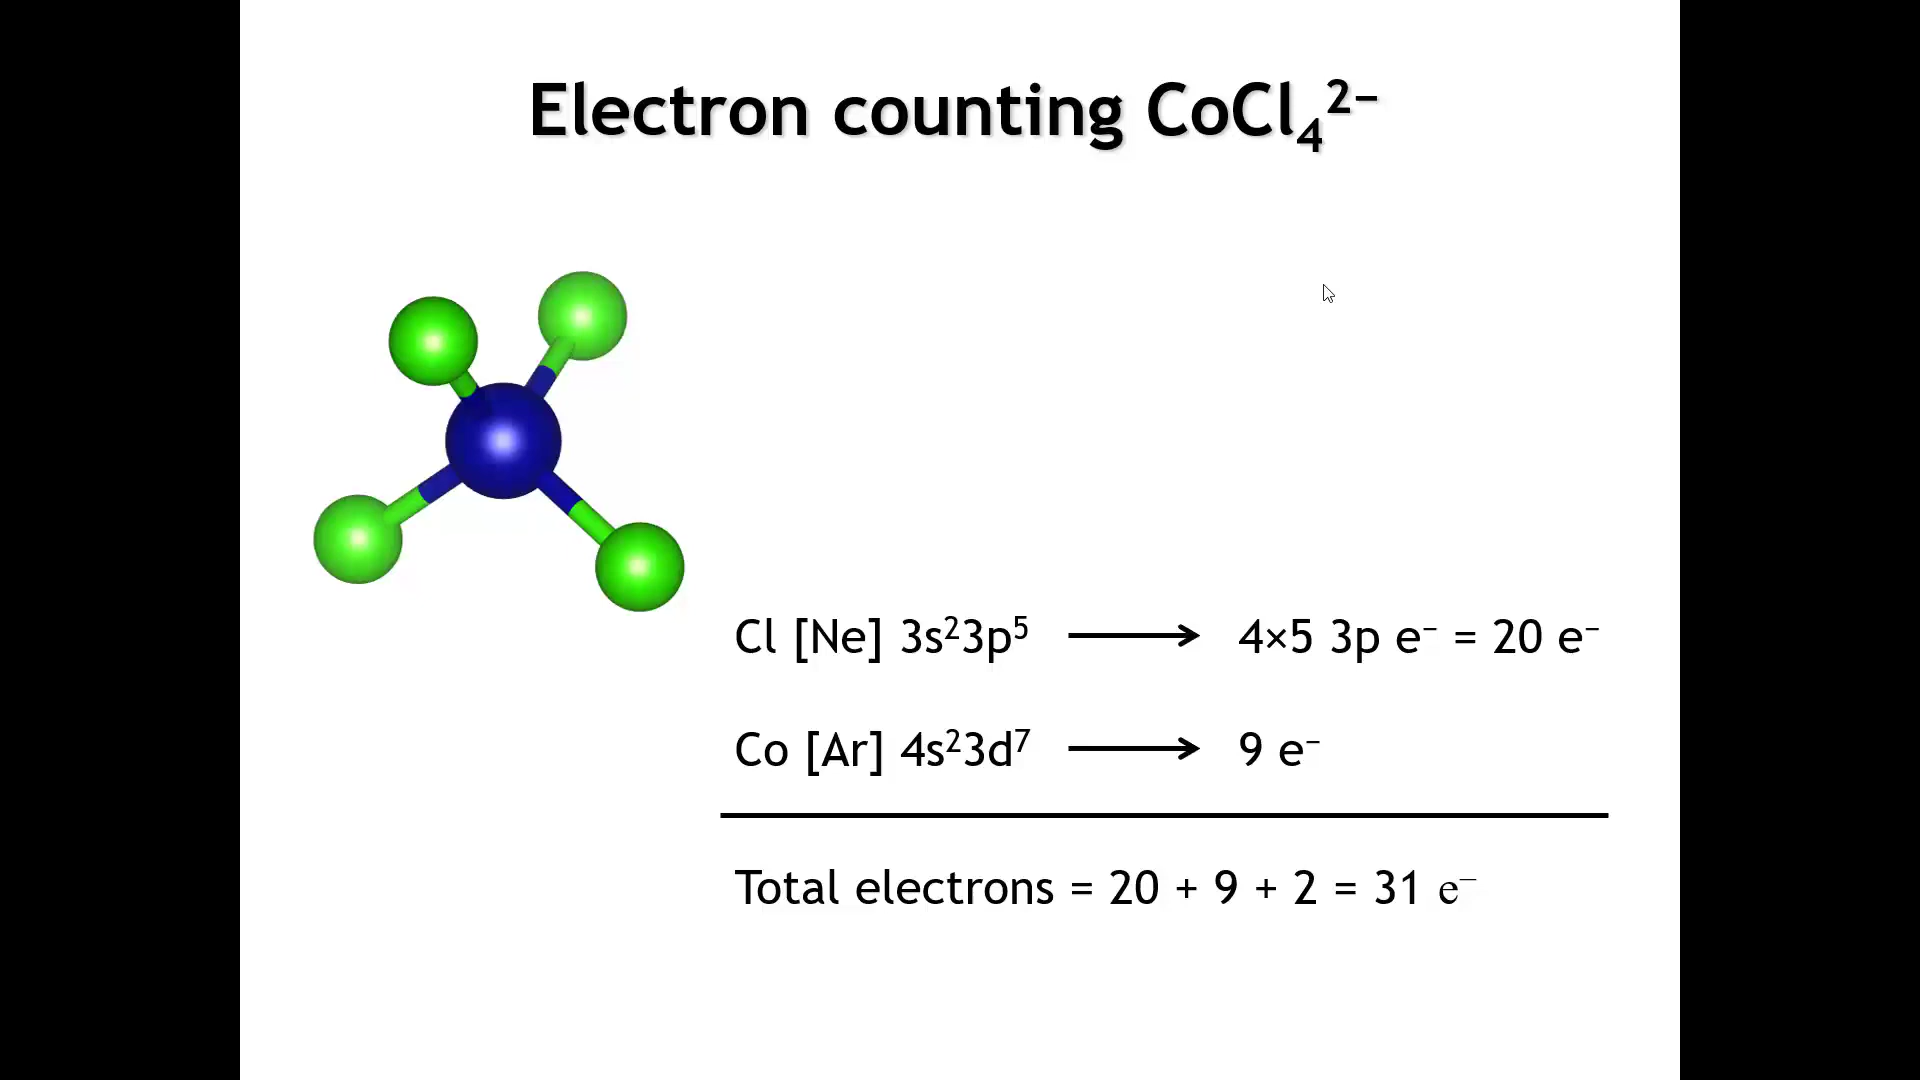 Electron counting CoCl₄²⁻
Cl [Ne] 3s²3p⁵ ⟶ 4×5 3p e⁻ = 20 e⁻
Co [Ar] 4s²3d⁷ ⟶ 9 e⁻
Total electrons = 20 + 9 + 2 = 31 e⁻